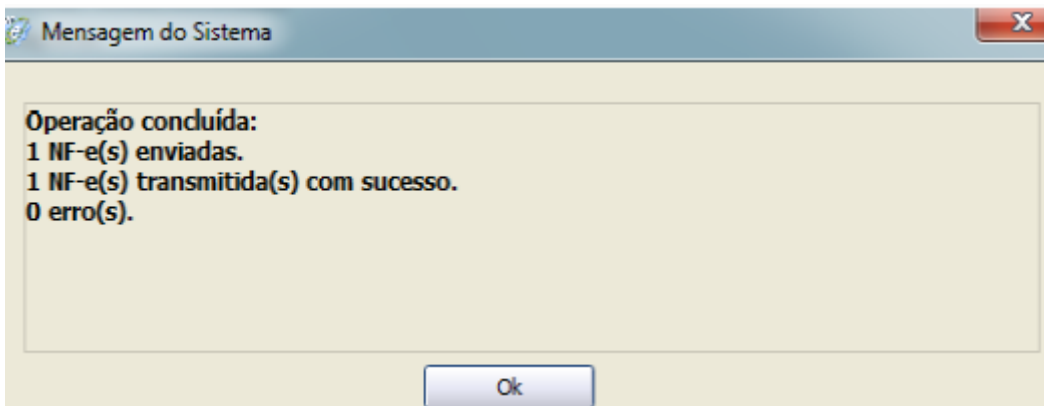 Mensagem do Sistema
Operação concluída:
1 NF-e(s) enviadas.
1 NF-e(s) transmitida(s) com sucesso.
0 erro(s).
Ok